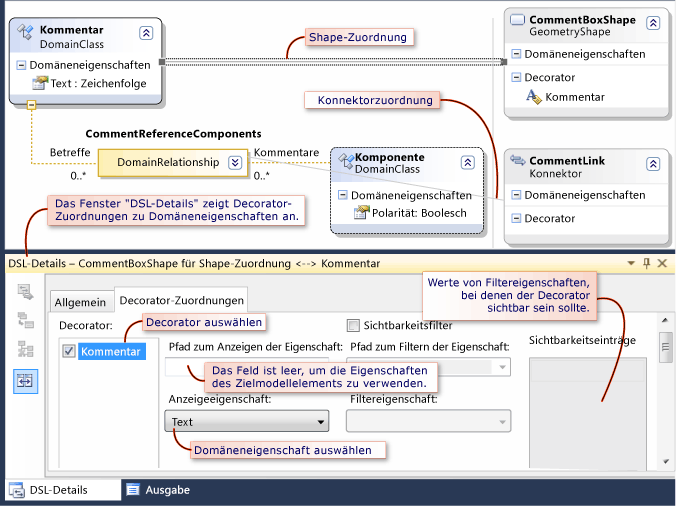 Kommentar
DomainClass
Domäneneigenschaften
Text : Zeichenfolge
Shape-Zuordnung
CommentBoxShape
GeometryShape
Domäneneigenschaften
Decorator
Kommentar
Konnektorzuordnung
CommentReferenceComponents
Betreffe
Kommentare
DomainRelationship
0..*
0..*
Komponente
DomainClass
Domäneneigenschaften
Polarität: Boolesch
CommentLink
Konnektor
Domäneneigenschaften
Decorator
Das Fenster "DSL-Details" zeigt Decorator-
Zuordnungen zu Domäneneigenschaften an.
DSL-Details – CommentBoxShape für Shape-Zuordnung <--> Kommentar
Werte von Filtereigenschaften,
bei denen der Decorator
sichtbar sein sollte.
Allgemein
Decorator-Zuordnungen
Decorator:
Decorator auswählen
Sichtbarkeitsfilter
Sichtbarkeitseinträge
Kommentar
Pfad zum Anzeigen der Eigenschaft:
Pfad zum Filtern der Eigenschaft:
Das Feld ist leer, um die Eigenschaften
des Zielmodellelements zu verwenden.
Anzeigeeigenschaft:
Filtereigenschaft:
Text
Domäneneigenschaft auswählen
DSL-Details
Ausgabe